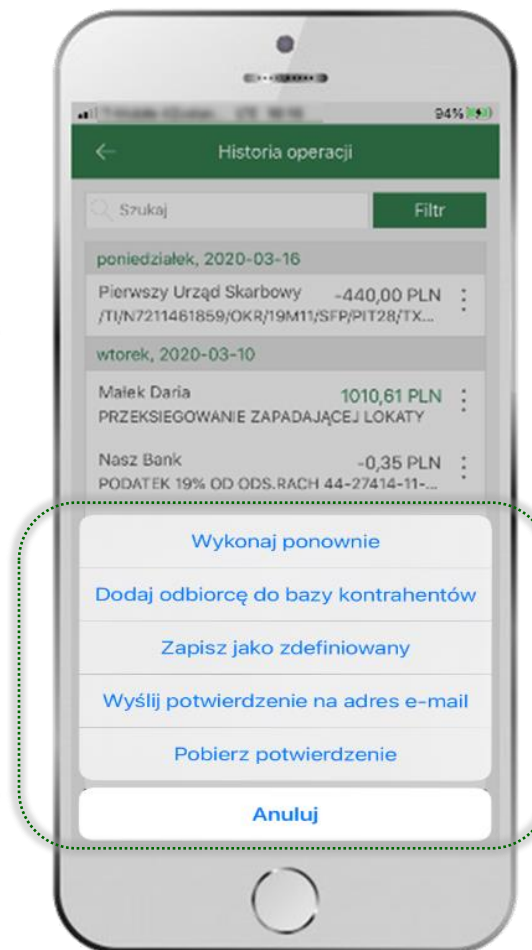 94%
Historia operacji
Szukaj
Filtr
poniedziałek, 2020-03-16
Pierwszy Urząd Skarbowy -440,00 PLN
/TI/N7211461859/OKR/19M11/SFP/PIT28/TX...
wtorek, 2020-03-10
Małek Daria 1010,61 PLN
PRZEKSIEGOWANIE ZAPADAJĄCEJ LOKATY
Nasz Bank -0,35 PLN
PODATEK 19% OD ODS.RACH 44-27414-11-...
Wykonaj ponownie
Dodaj odbiorcę do bazy kontrahentów
Zapisz jako zdefiniowany
Wyślij potwierdzenie na adres e-mail
Pobierz potwierdzenie
Anuluj